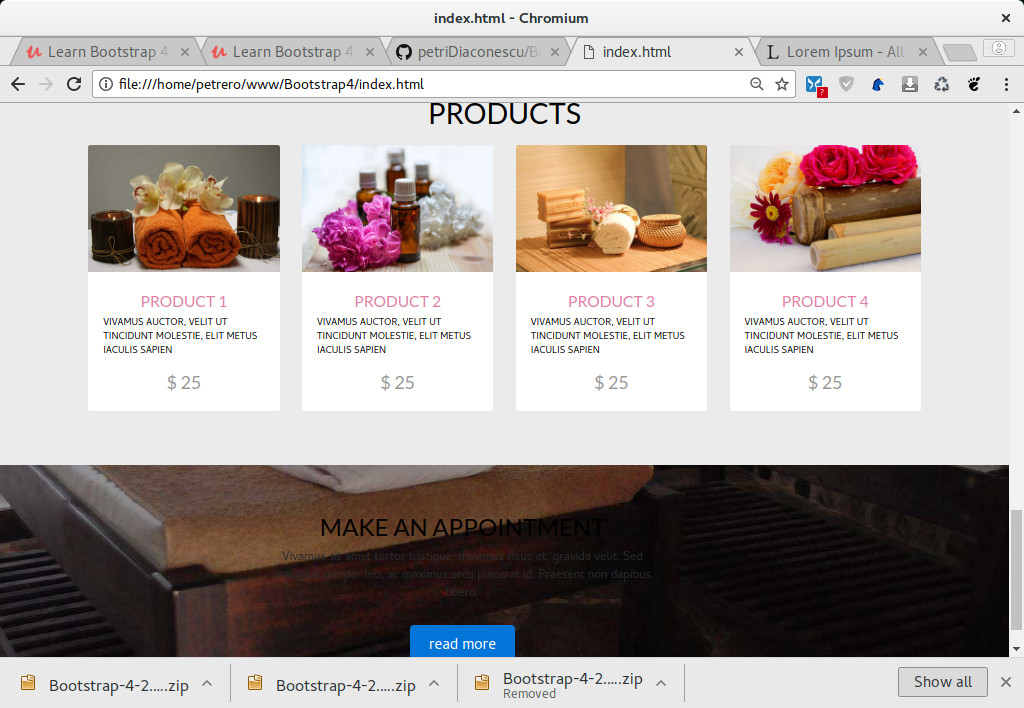 index.html - Chromium
Learn Bootstrap 4
Learn Bootstrap 4
petriDiaconescu/Bo
index.html
L Lorem Ipsum - All
file:///home/petrero/www/Bootstrap4/index.html
?
PRODUCTS
PRODUCT 1
VIVAMUS AUCTOR, VELIT UT
TINCIDUNT MOLESTIE, ELIT METUS
IACULIS SAPIEN
$ 25
PRODUCT 2
VIVAMUS AUCTOR, VELIT UT
TINCIDUNT MOLESTIE, ELIT METUS
IACULIS SAPIEN
$ 25
PRODUCT 3
VIVAMUS AUCTOR, VELIT UT
TINCIDUNT MOLESTIE, ELIT METUS
IACULIS SAPIEN
$ 25
PRODUCT 4
VIVAMUS AUCTOR, VELIT UT
TINCIDUNT MOLESTIE, ELIT METUS
IACULIS SAPIEN
$ 25
MAKE AN APPOINTMENT
Vivamus sit amet tortor tristique, maximus risus et, gravida velit. Sed
semper leo, ac maximus arcu placerat id. Praesent non dapibus
libero.
read more
Bootstrap-4-2.....zip
Bootstrap-4-2.....zip
Bootstrap-4-2.....zip
Removed
Show all